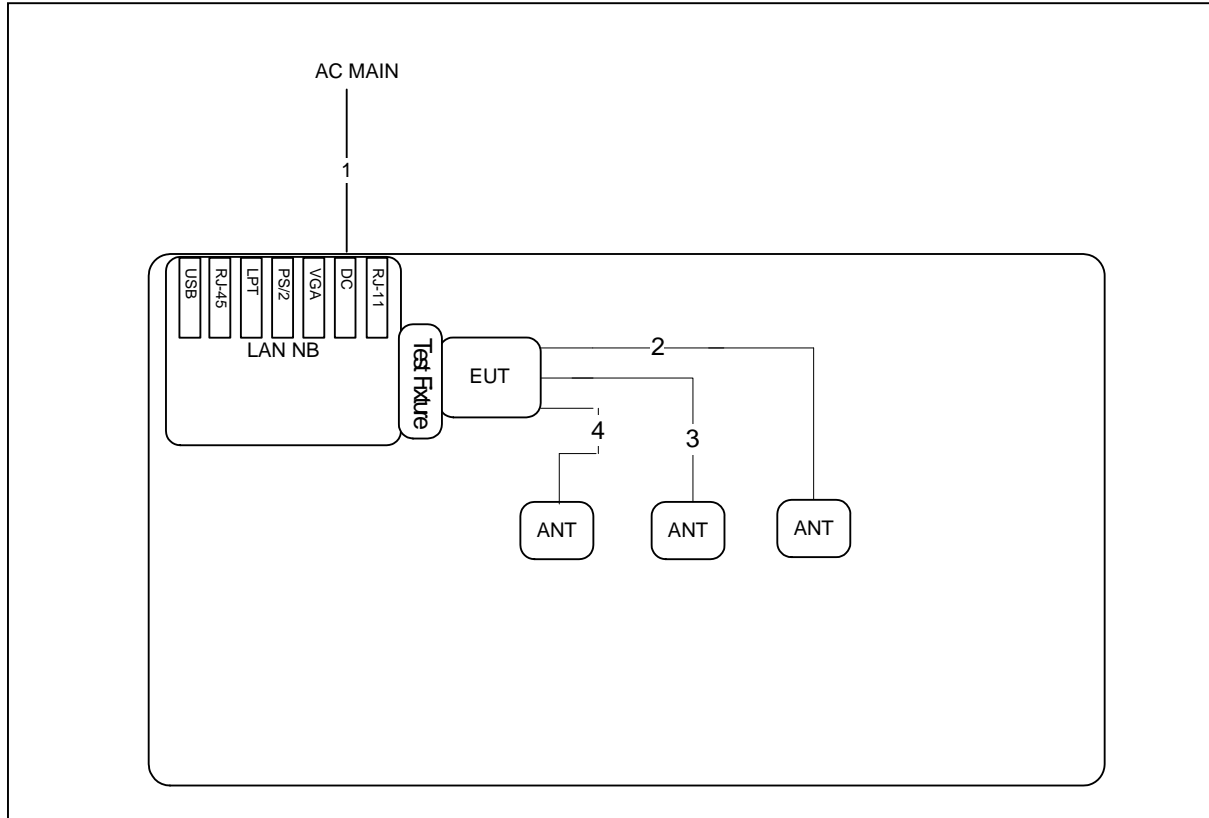 AC MAIN
1
USB
RJ-45
LPT
PS/2
VGA
DC
RJ-11
LAN NB
Test Fixture
EUT
2
3
4
ANT
ANT
ANT